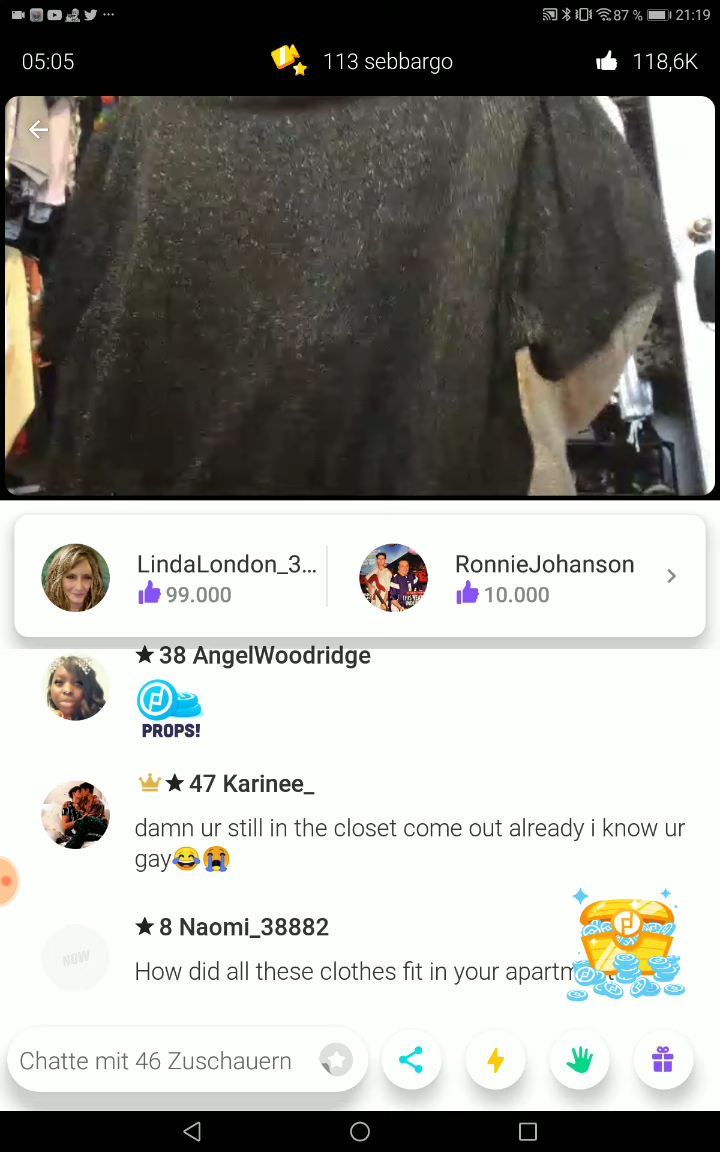 87 % 21:19
05:05
113 sebbargo
118,6K
LindaLondon_3...
99.000
RonnieJohanson
10.000
★ 38 AngelWoodridge
PROPS!
★ 47 Karinee_
damn ur still in the closet come out already i know ur
gay😂😭
★ 8 Naomi_38882
NOW
How did all these clothes fit in your
Chatte mit 46 Zuschauern